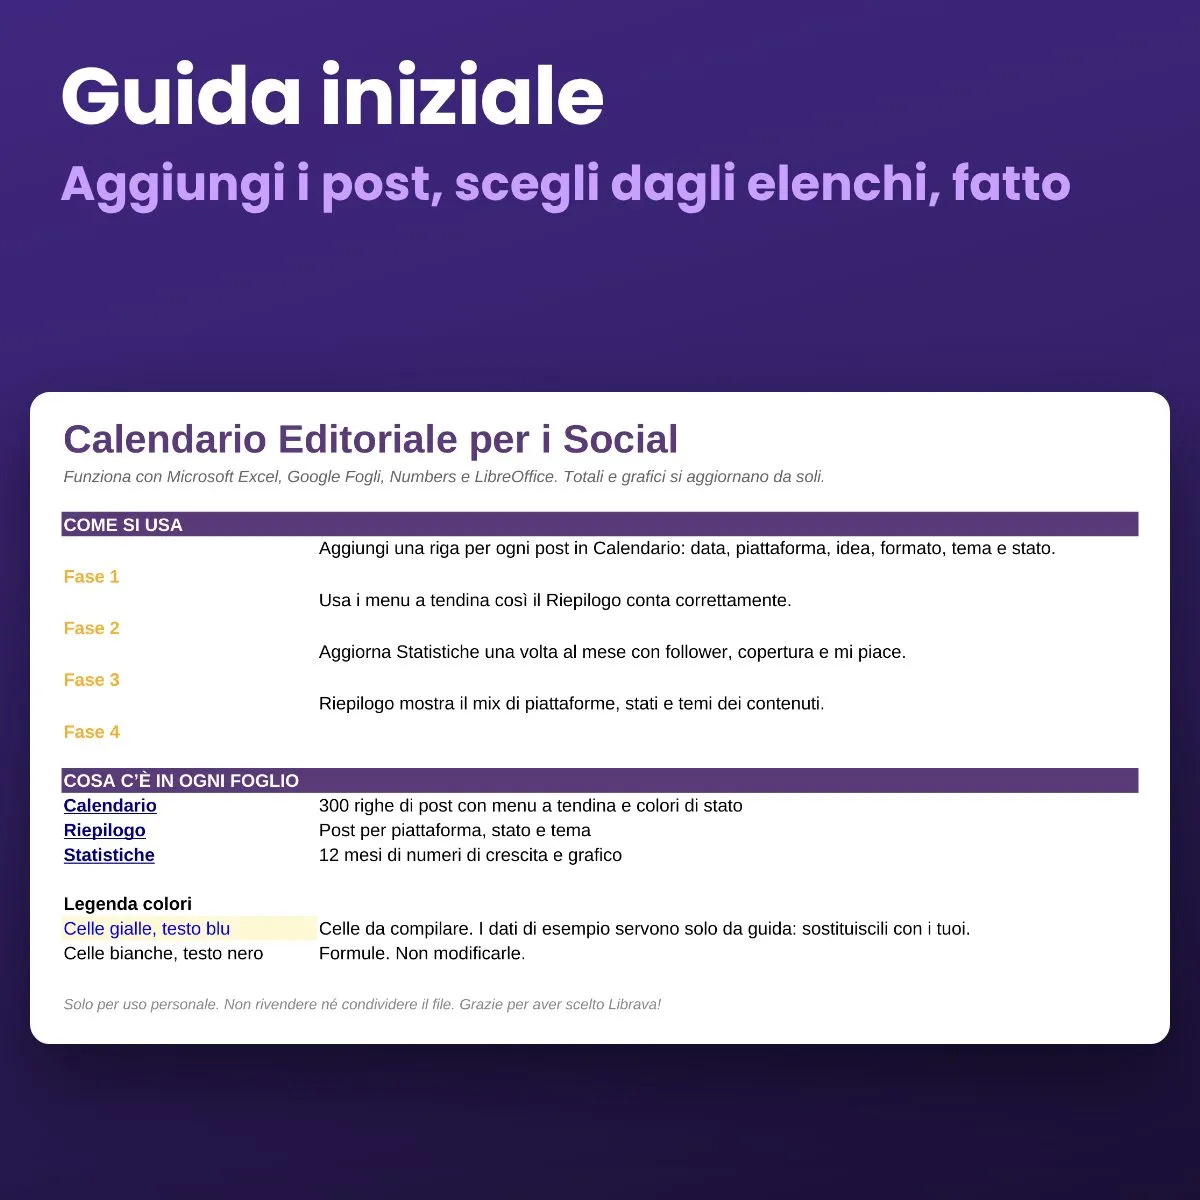 Guida iniziale
Aggiungi i post, scegli dagli elenchi, fatto
Calendario Editoriale per i Social
Funziona con Microsoft Excel, Google Fogli, Numbers e LibreOffice. Totali e grafici si aggiornano da soli.
COME SI USA
Aggiungi una riga per ogni post in Calendario: data, piattaforma, idea, formato, tema e stato.
Fase 1
Usa i menu a tendina così il Riepilogo conta correttamente.
Fase 2
Aggiorna Statistiche una volta al mese con follower, copertura e mi piace.
Fase 3
Riepilogo mostra il mix di piattaforme, stati e temi dei contenuti.
Fase 4
COSA C’È IN OGNI FOGLIO
Calendario 300 righe di post con menu a tendina e colori di stato
Riepilogo Post per piattaforma, stato e tema
Statistiche 12 mesi di numeri di crescita e grafico
Legenda colori
Celle gialle, testo blu Celle da compilare. I dati di esempio servono solo da guida: sostituiscili con i tuoi.
Celle bianche, testo nero Formule. Non modificarle.
Solo per uso personale. Non rivendere né condividere il file. Grazie per aver scelto Librava!